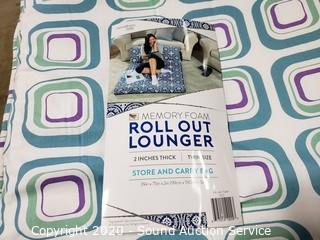 MEMORY FOAM
ROLL OUT
LOUNGER
2 INCHES THICK TWIN SIZE
STORE AND CARRY BAG
Copyright 2020 - Sound Auction Service